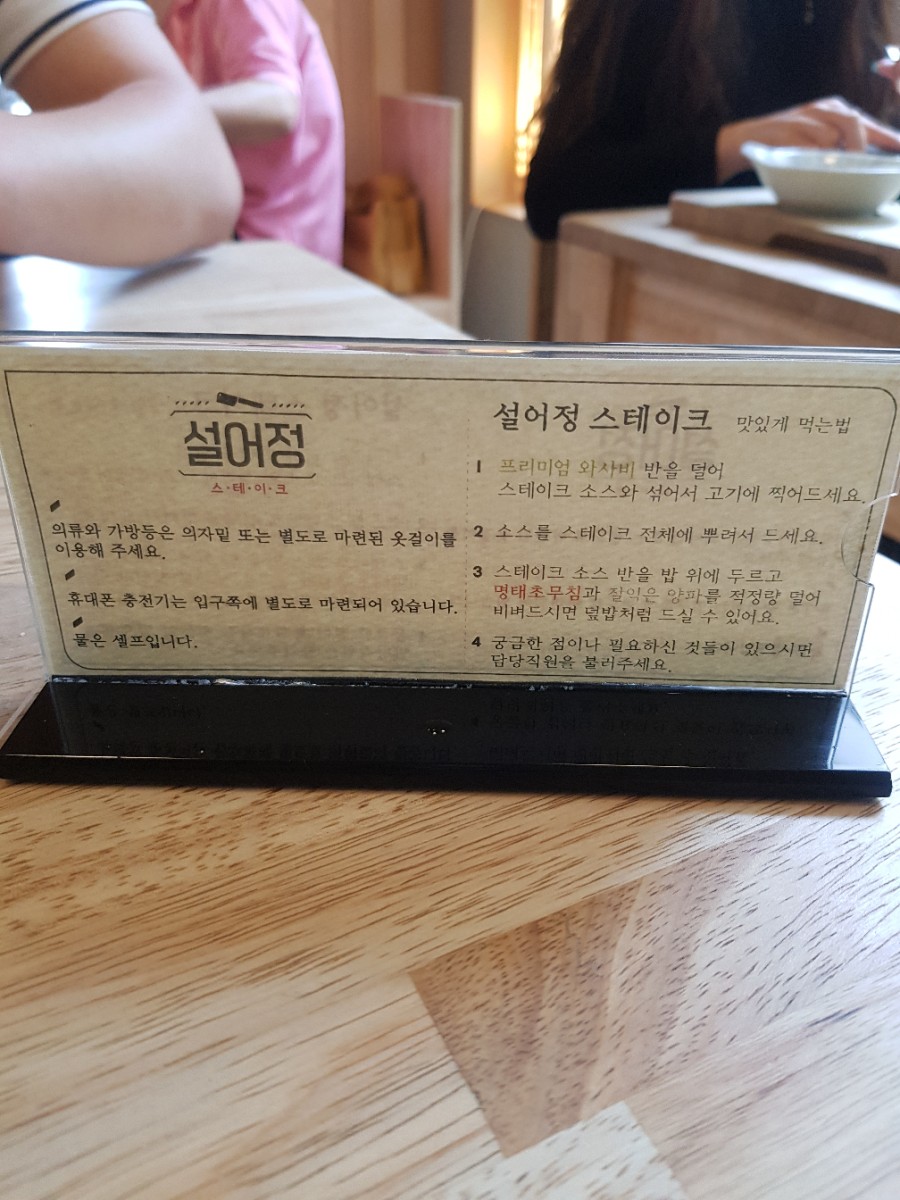 설어정
스·테·이·크
의류와 가방등은 의자밑 또는 별도로 마련된 옷걸이를
이용해 주세요.
휴대폰 충전기는 입구쪽에 별도로 마련되어 있습니다.
물은 셀프입니다.
설어정 스테이크 맛있게 먹는법
1 프리미엄 와사비 반을 덜어
스테이크 소스와 섞어서 고기에 찍어드세요.
2 소스를 스테이크 전체에 뿌려서 드세요.
3 스테이크 소스 반을 밥 위에 두르고
명태초무침과 잘익은 양파를 적정량 덜어
비벼드시면 덮밥처럼 드실 수 있어요.
4 궁금한 점이나 필요하신 것들이 있으시면
담당직원을 불러주세요.